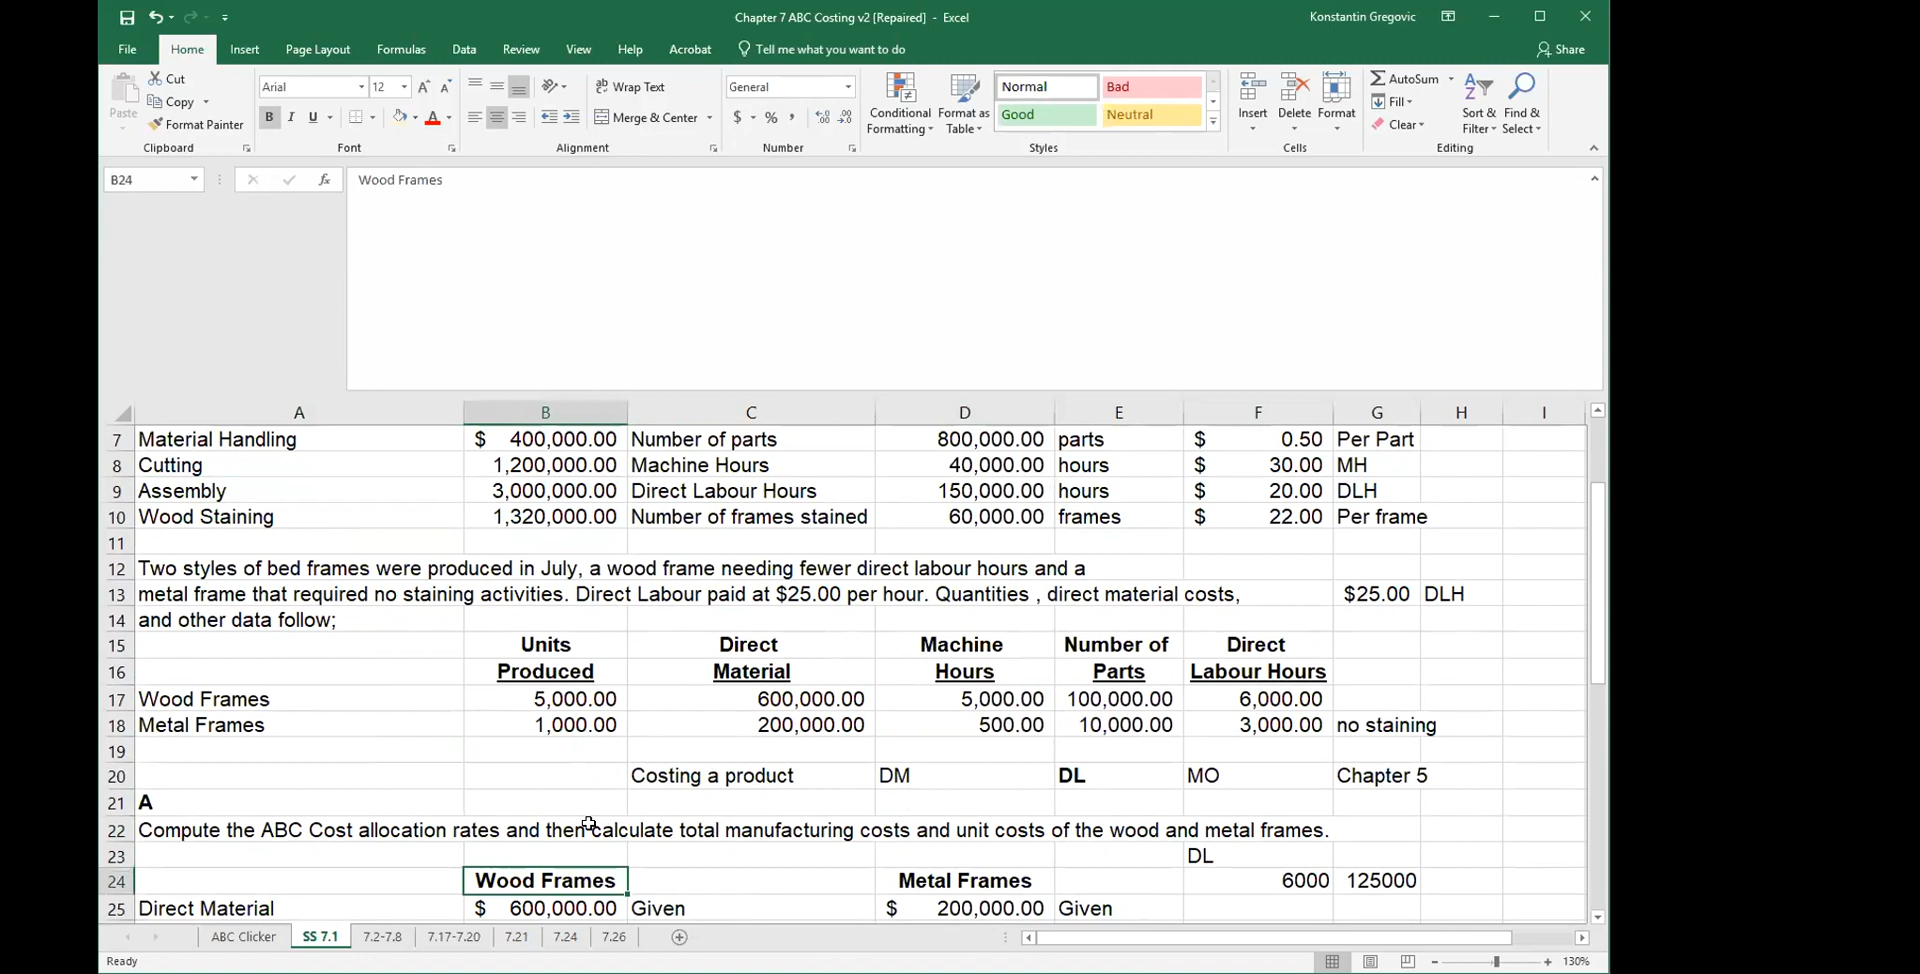 Chapter 7 ABC Costing v2 [Repaired] - Excel
Konstantin Gregovic
File Home Insert Page Layout Formulas Data Review View Help Acrobat Tell me what you want to do Share
Paste
Cut
Copy
Format Painter
Clipboard
Arial 12
B I U
Font
Wrap Text
Merge & Center
Alignment
General
$ % ,
Number
Conditional Formatting
Format as Table
Normal Bad
Good Neutral
Styles
Insert Delete Format
Cells
AutoSum
Fill
Clear
Sort & Filter
Find & Select
Editing
B24 fx Wood Frames
A B C D E F G H I
7 Material Handling $ 400,000.00 Number of parts 800,000.00 parts $ 0.50 Per Part
8 Cutting 1,200,000.00 Machine Hours 40,000.00 hours $ 30.00 MH
9 Assembly 3,000,000.00 Direct Labour Hours 150,000.00 hours $ 20.00 DLH
10 Wood Staining 1,320,000.00 Number of frames stained 60,000.00 frames $ 22.00 Per frame
11
12 Two styles of bed frames were produced in July, a wood frame needing fewer direct labour hours and a
13 metal frame that required no staining activities. Direct Labour paid at $25.00 per hour. Quantities , direct material costs, $25.00 DLH
14 and other data follow;
15 Units Direct Machine Number of Direct
16 Produced Material Hours Parts Labour Hours
17 Wood Frames 5,000.00 600,000.00 5,000.00 100,000.00 6,000.00
18 Metal Frames 1,000.00 200,000.00 500.00 10,000.00 3,000.00 no staining
19
20 Costing a product DM DL MO Chapter 5
21 A
22 Compute the ABC Cost allocation rates and then calculate total manufacturing costs and unit costs of the wood and metal frames.
23 DL
24 Wood Frames Metal Frames 6000 125000
25 Direct Material $ 600,000.00 Given $ 200,000.00 Given
ABC Clicker SS 7.1 7.2-7.8 7.17-7.20 7.21 7.24 7.26
Ready 130%